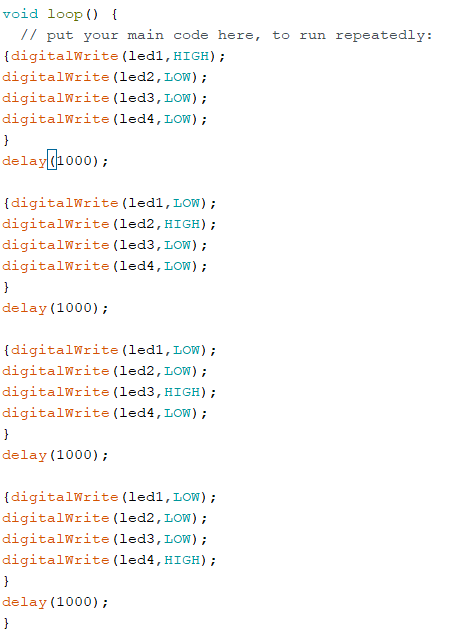 void loop() {
  // put your main code here, to run repeatedly:
{digitalWrite(led1,HIGH);
digitalWrite(led2,LOW);
digitalWrite(led3,LOW);
digitalWrite(led4,LOW);
}
delay(1000);

{digitalWrite(led1,LOW);
digitalWrite(led2,HIGH);
digitalWrite(led3,LOW);
digitalWrite(led4,LOW);
}
delay(1000);

{digitalWrite(led1,LOW);
digitalWrite(led2,LOW);
digitalWrite(led3,HIGH);
digitalWrite(led4,LOW);
}
delay(1000);

{digitalWrite(led1,LOW);
digitalWrite(led2,LOW);
digitalWrite(led3,LOW);
digitalWrite(led4,HIGH);
}
delay(1000);
}